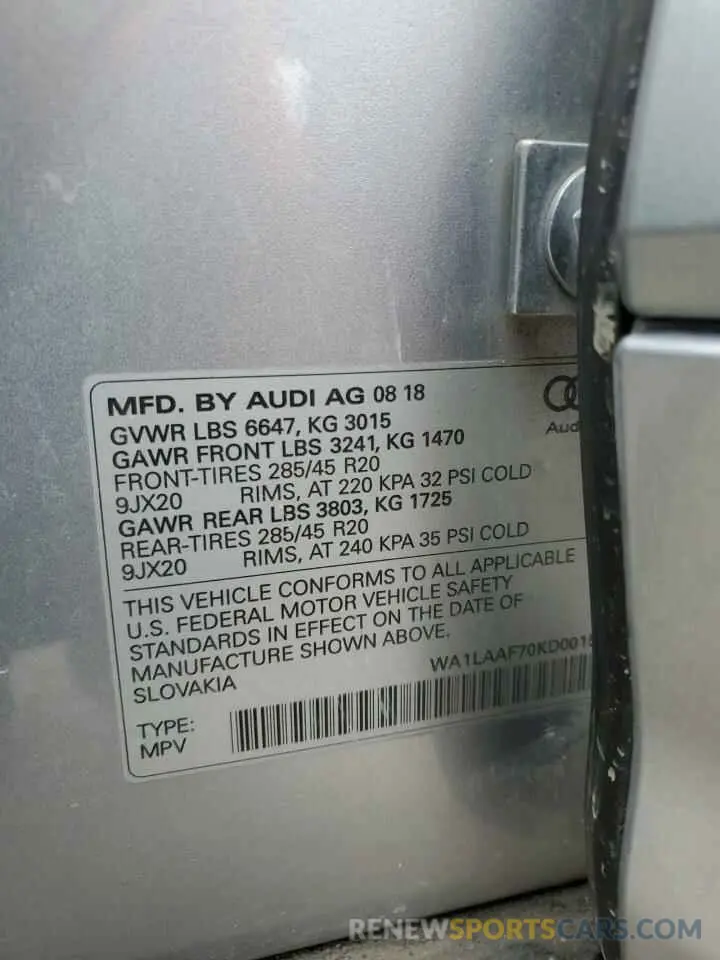 MFD. BY AUDI AG 08 18
GVWR LBS 6647, KG 3015
GAWR FRONT LBS 3241, KG 1470
FRONT-TIRES 285/45 R20
9JX20 RIMS, AT 220 KPA 32 PSI COLD
GAWR REAR LBS 3803, KG 1725
REAR-TIRES 285/45 R20
9JX20 RIMS, AT 240 KPA 35 PSI COLD
THIS VEHICLE CONFORMS TO ALL APPLICABLE
U.S. FEDERAL MOTOR VEHICLE SAFETY
STANDARDS IN EFFECT ON THE DATE OF
MANUFACTURE SHOWN ABOVE.
SLOVAKIA
WA1LAAF70KD001
TYPE:
MPV
Aud
RENEWSPORTSCARS.COM